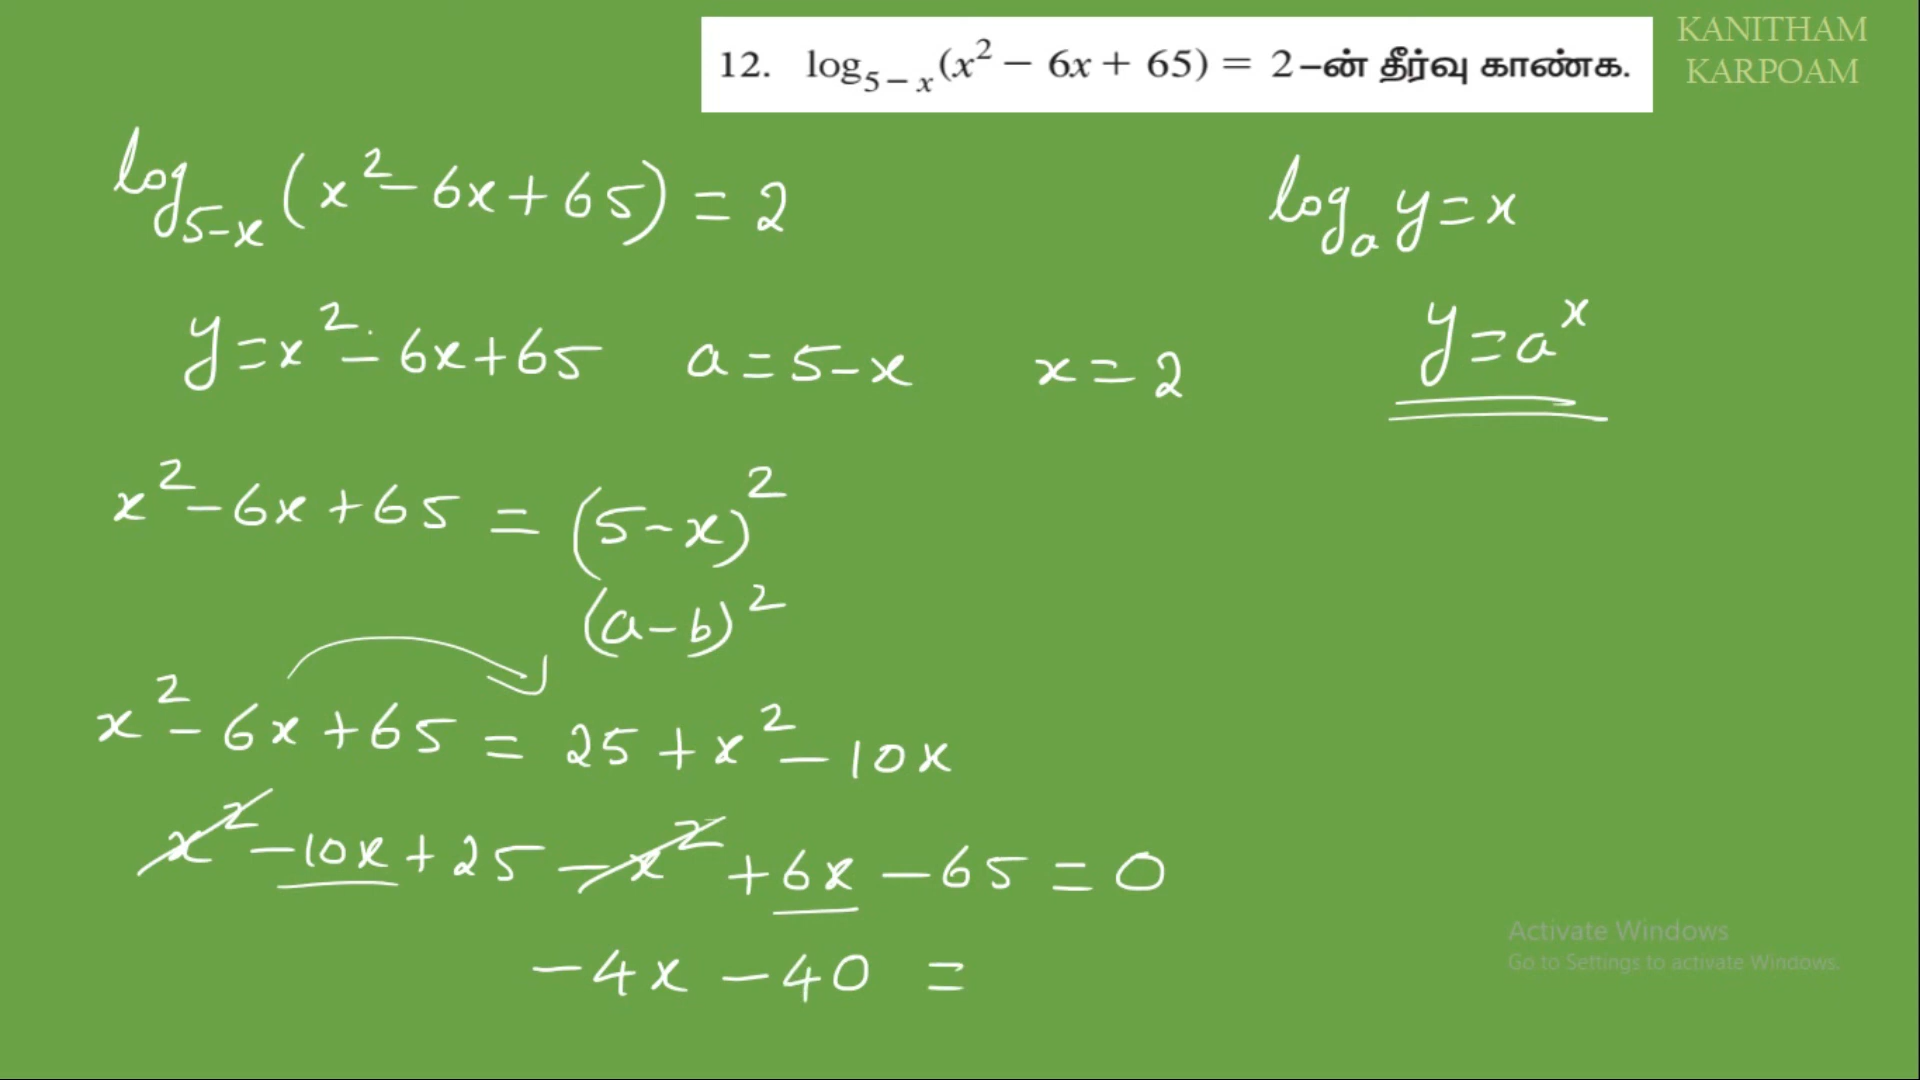 12. log₅₋ₓ(x² − 6x + 65) = 2−ன் தீர்வு காண்க.
KANITHAM
KARPOAM
log₅₋ₓ (x² − 6x + 65) = 2
logₐ y = x
y = x² − 6x + 65 a = 5 − x x = 2
y = aˣ
x² − 6x + 65 = (5 − x)²
(a − b)²
x² − 6x + 65 = 25 + x² − 10x
x² − 10x + 25 − x² + 6x − 65 = 0
− 4x − 40 =
Activate Windows
Go to Settings to activate Windows.